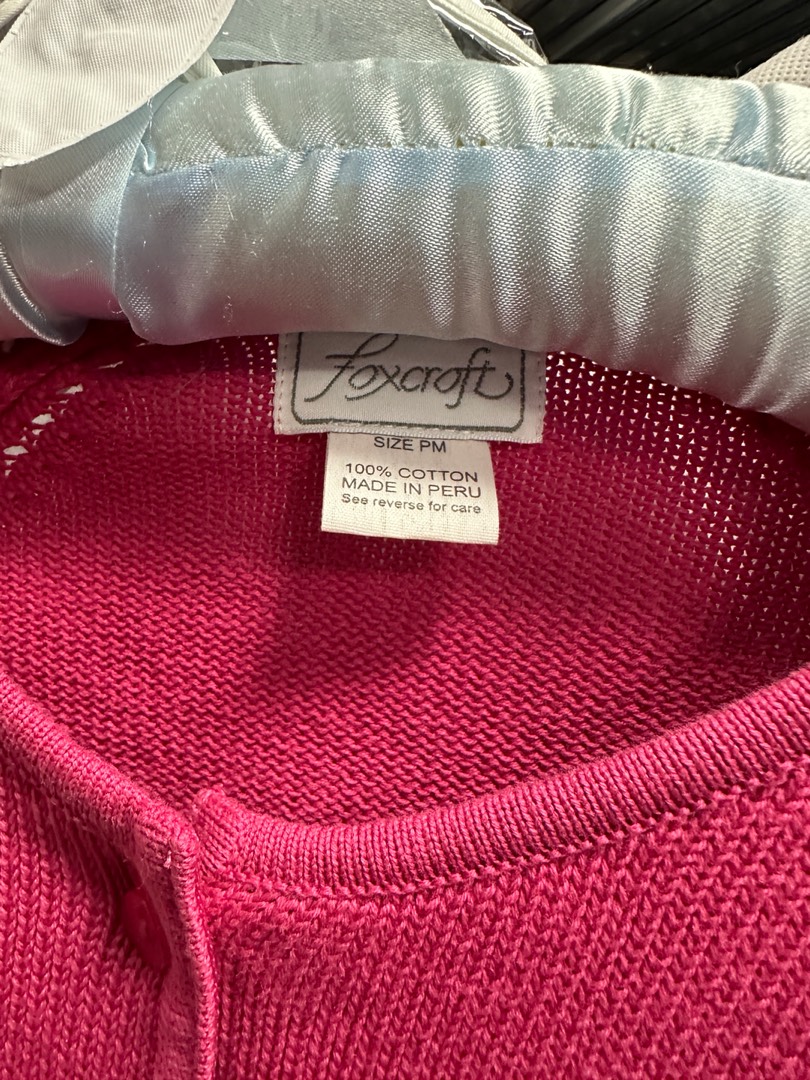 Foxcroft
SIZE PM
100% COTTON
MADE IN PERU
See reverse for care